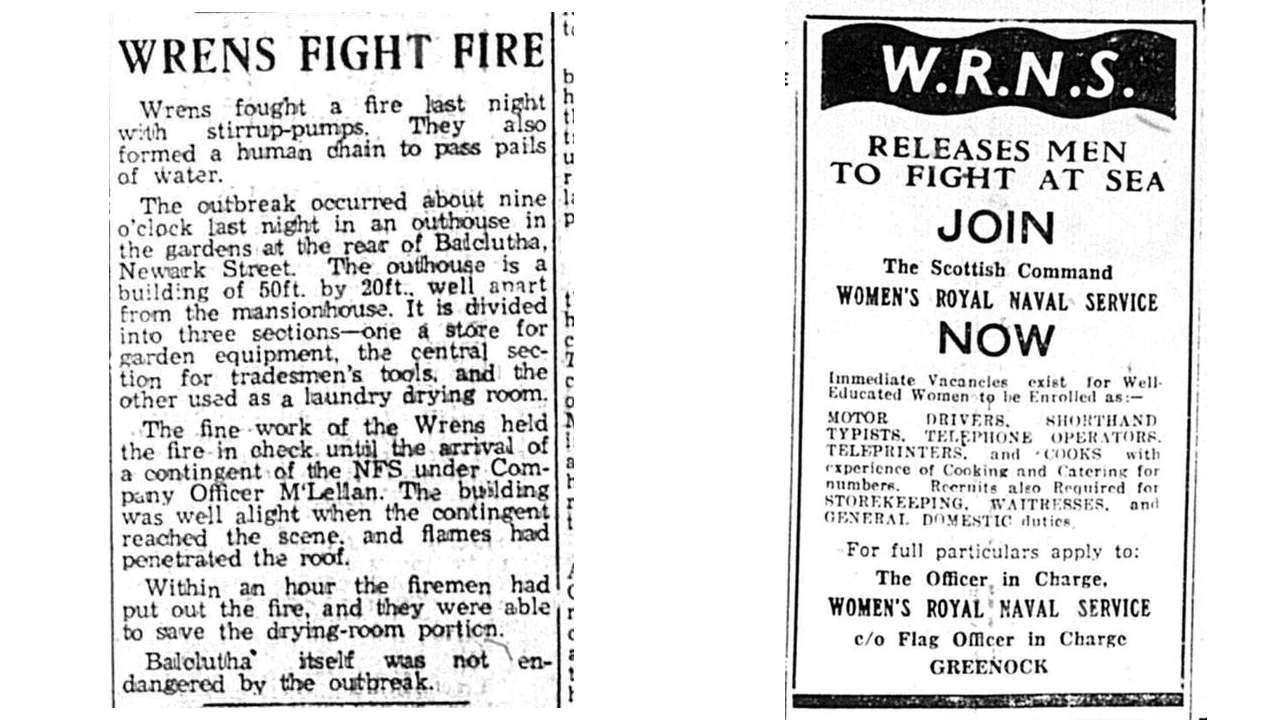 WRENS FIGHT FIRE
Wrens fought a fire last night
with stirrup-pumps. They also
formed a human chain to pass pails
of water.
The outbreak occurred about nine
o'clock last night in an outhouse in
the gardens at the rear of Balclutha,
Newark Street. The outhouse is a
building of 50ft. by 20ft., well apart
from the mansionhouse. It is divided
into three sections—one a store for
garden equipment, the central sec-
tion for tradesmen's tools, and the
other used as a laundry drying room.
The fine work of the Wrens held
the fire in check until the arrival of
a contingent of the NFS under Com-
pany Officer M'Lellan. The building
was well alight when the contingent
reached the scene, and flames had
penetrated the roof.
Within an hour the firemen had
put out the fire, and they were able
to save the drying-room portion.
Balclutha itself was not en-
dangered by the outbreak.
W.R.N.S.
RELEASES MEN
TO FIGHT AT SEA
JOIN
The Scottish Command
WOMEN'S ROYAL NAVAL SERVICE
NOW
Immediate Vacancies exist for Well-
Educated Women to be Enrolled as:—
MOTOR DRIVERS, SHORTHAND
TYPISTS, TELEPHONE OPERATORS,
TELEPRINTERS, and COOKS with
experience of Cooking and Catering for
numbers. Recruits also Required for
STOREKEEPING, WAITRESSES, and
GENERAL DOMESTIC duties.
For full particulars apply to:
The Officer in Charge,
WOMEN'S ROYAL NAVAL SERVICE
c/o Flag Officer in Charge
GREENOCK